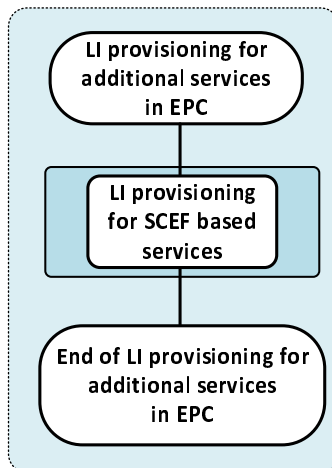 LI provisioning for
additional services
in EPC
LI provisioning
for SCEF based
services
End of LI provisioning for
additional services
in EPC